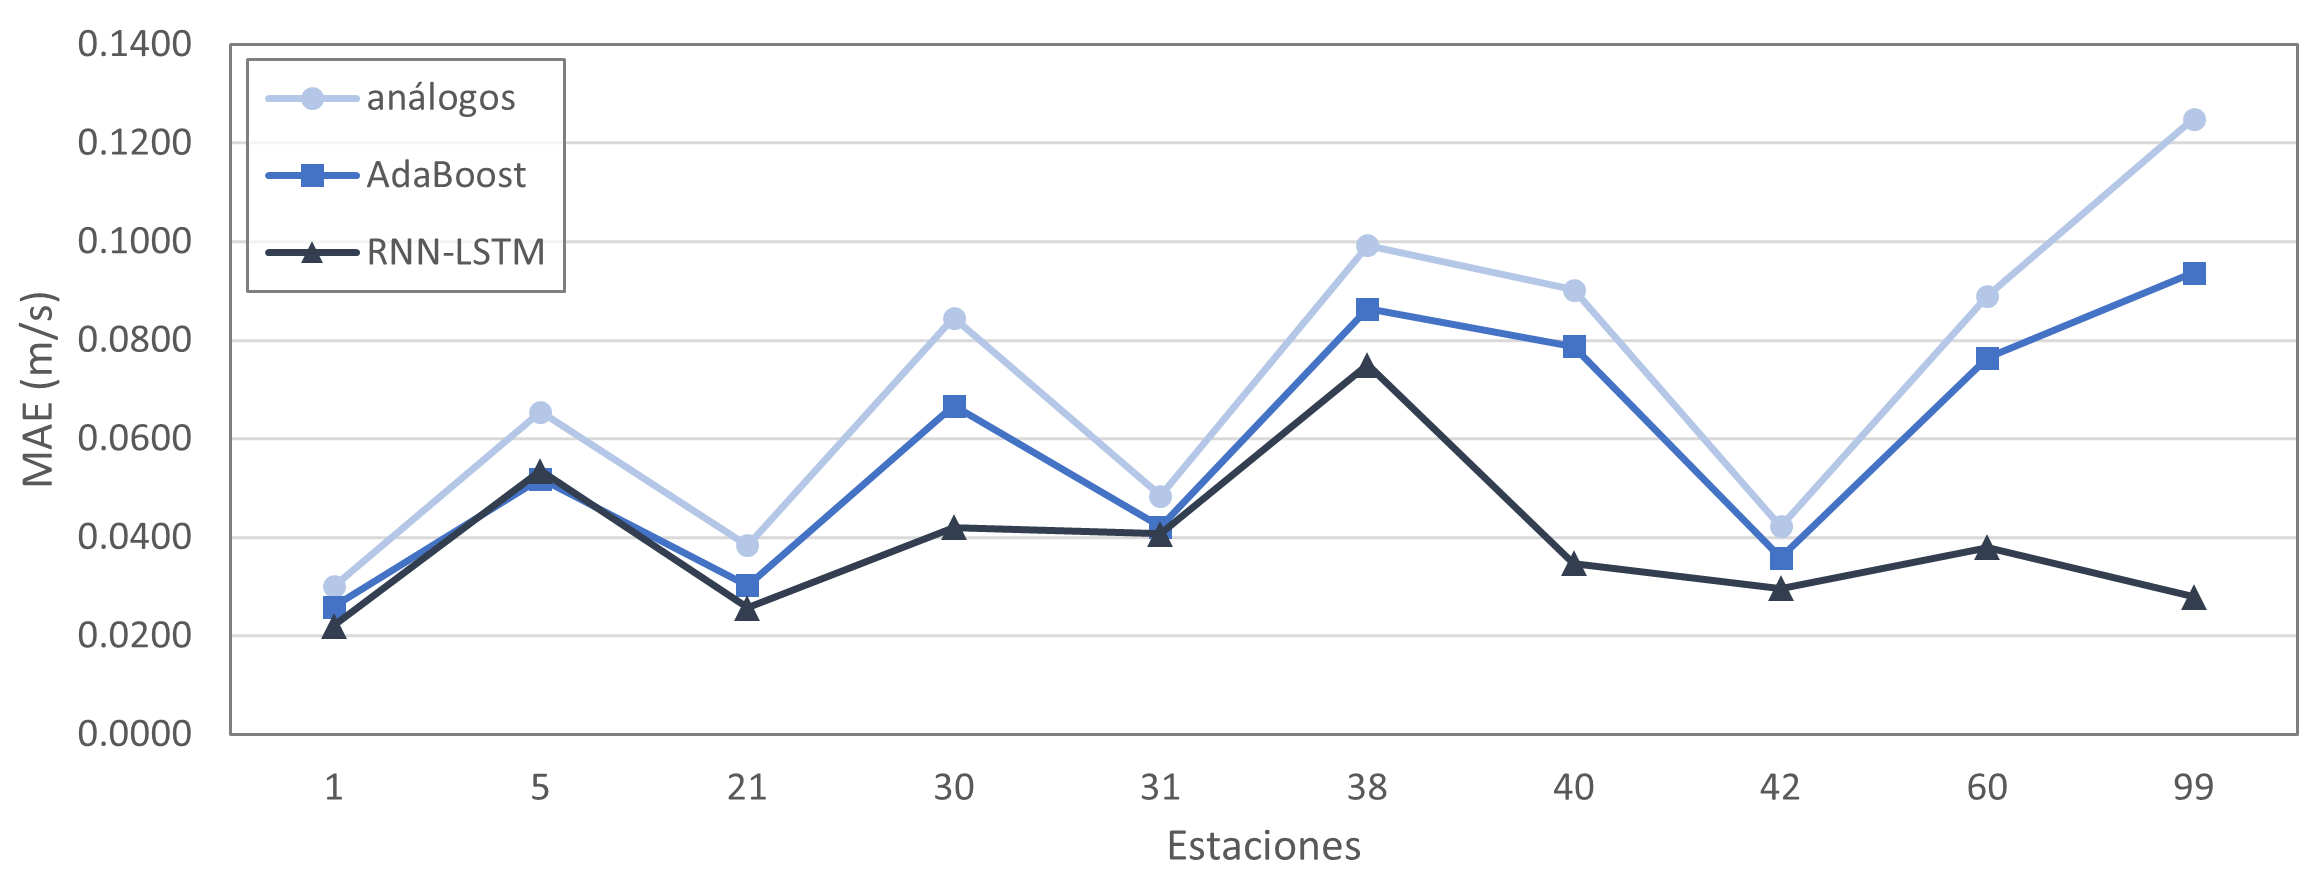 0.1400
0.1200
0.1000
0.0800
0.0600
0.0400
0.0200
0.0000
MAE (m/s)
análogos
AdaBoost
RNN-LSTM
1 5 21 30 31 38 40 42 60 99
Estaciones